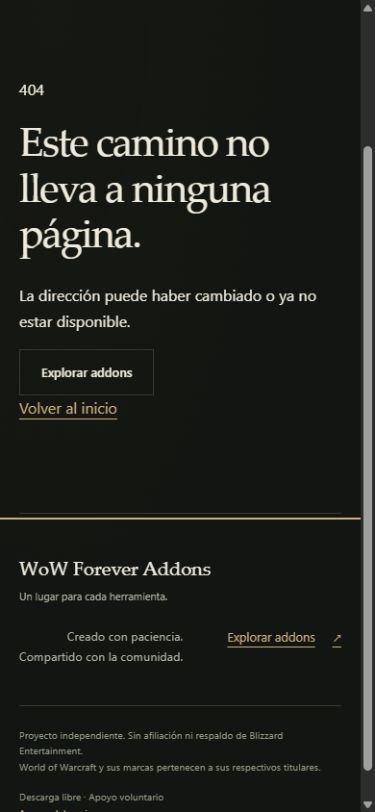 404
Este camino no
lleva a ninguna
página.
La dirección puede haber cambiado o ya no
estar disponible.
Explorar addons
Volver al inicio
WoW Forever Addons
Un lugar para cada herramienta.
Creado con paciencia.
Compartido con la comunidad.
Explorar addons ↗
Proyecto independiente. Sin afiliación ni respaldo de Blizzard
Entertainment.
World of Warcraft y sus marcas pertenecen a sus respectivos titulares.
Descarga libre · Apoyo voluntario